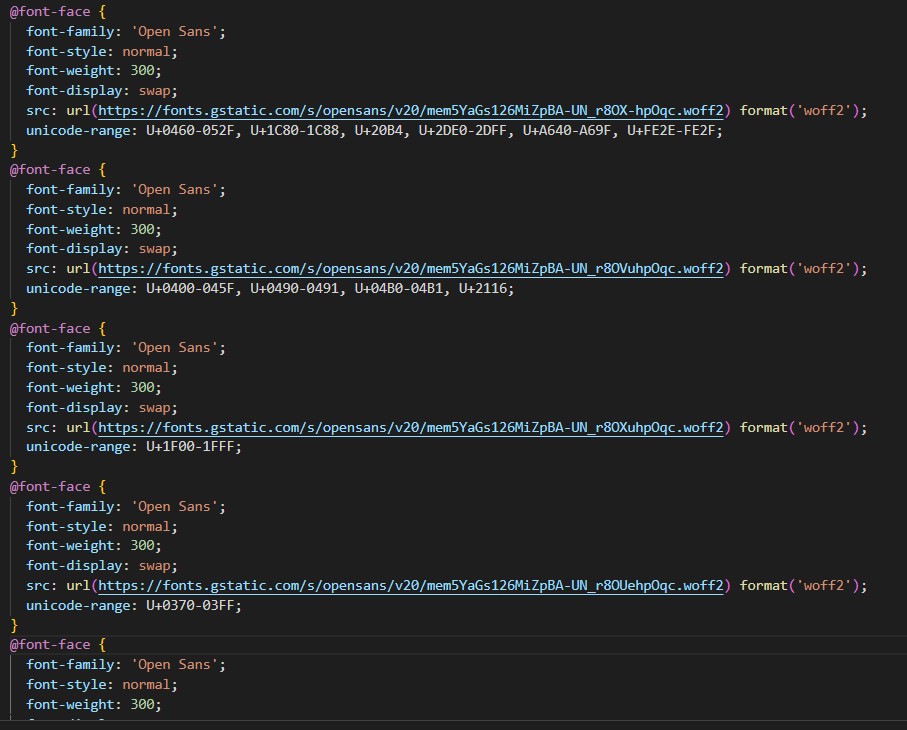 @font-face {
font-family: 'Open Sans';
font-style: normal;
font-weight: 300;
font-display: swap;
src: url(https://fonts.gstatic.com/s/opensans/v20/mem5YaGs126MiZpBA-UN_r8OX-hpOqc.woff2) format('woff2');
unicode-range: U+0460-052F, U+1C80-1C88, U+20B4, U+2DE0-2DFF, U+A640-A69F, U+FE2E-FE2F;
}
@font-face {
font-family: 'Open Sans';
font-style: normal;
font-weight: 300;
font-display: swap;
src: url(https://fonts.gstatic.com/s/opensans/v20/mem5YaGs126MiZpBA-UN_r8OVuhpOqc.woff2) format('woff2');
unicode-range: U+0400-045F, U+0490-0491, U+04B0-04B1, U+2116;
}
@font-face {
font-family: 'Open Sans';
font-style: normal;
font-weight: 300;
font-display: swap;
src: url(https://fonts.gstatic.com/s/opensans/v20/mem5YaGs126MiZpBA-UN_r8OXuhpOqc.woff2) format('woff2');
unicode-range: U+1F00-1FFF;
}
@font-face {
font-family: 'Open Sans';
font-style: normal;
font-weight: 300;
font-display: swap;
src: url(https://fonts.gstatic.com/s/opensans/v20/mem5YaGs126MiZpBA-UN_r8OUehpOqc.woff2) format('woff2');
unicode-range: U+0370-03FF;
}
@font-face {
font-family: 'Open Sans';
font-style: normal;
font-weight: 300;